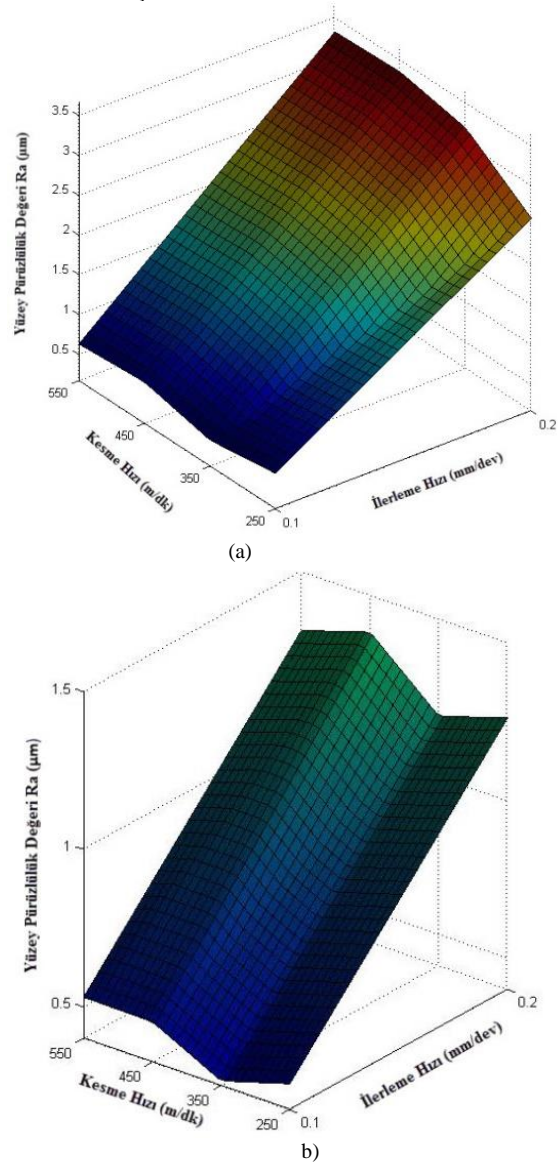 3.5
3
2.5
2
1.5
1
0.5
Yüzey Pürüzlülük Değeri Ra (µm)
550
450
350
250
Kesme Hızı (m/dk)
0.1
0.2
İlerleme Hızı (mm/dev)
(a)
1.5
1
0.5
Yüzey Pürüzlülük Değeri Ra (µm)
550
450
350
250
Kesme Hızı (m/dk)
0.1
0.2
İlerleme Hızı (mm/dev)
b)